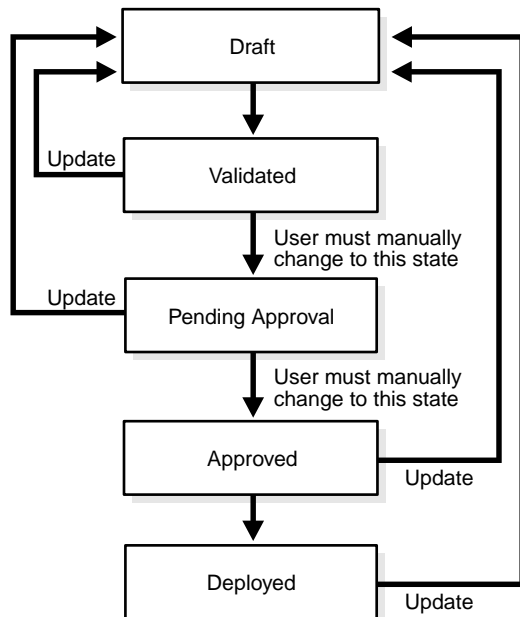 Draft
Update
Validated
User must manually
change to this state
Update
Pending Approval
User must manually
change to this state
Approved
Update
Deployed
Update